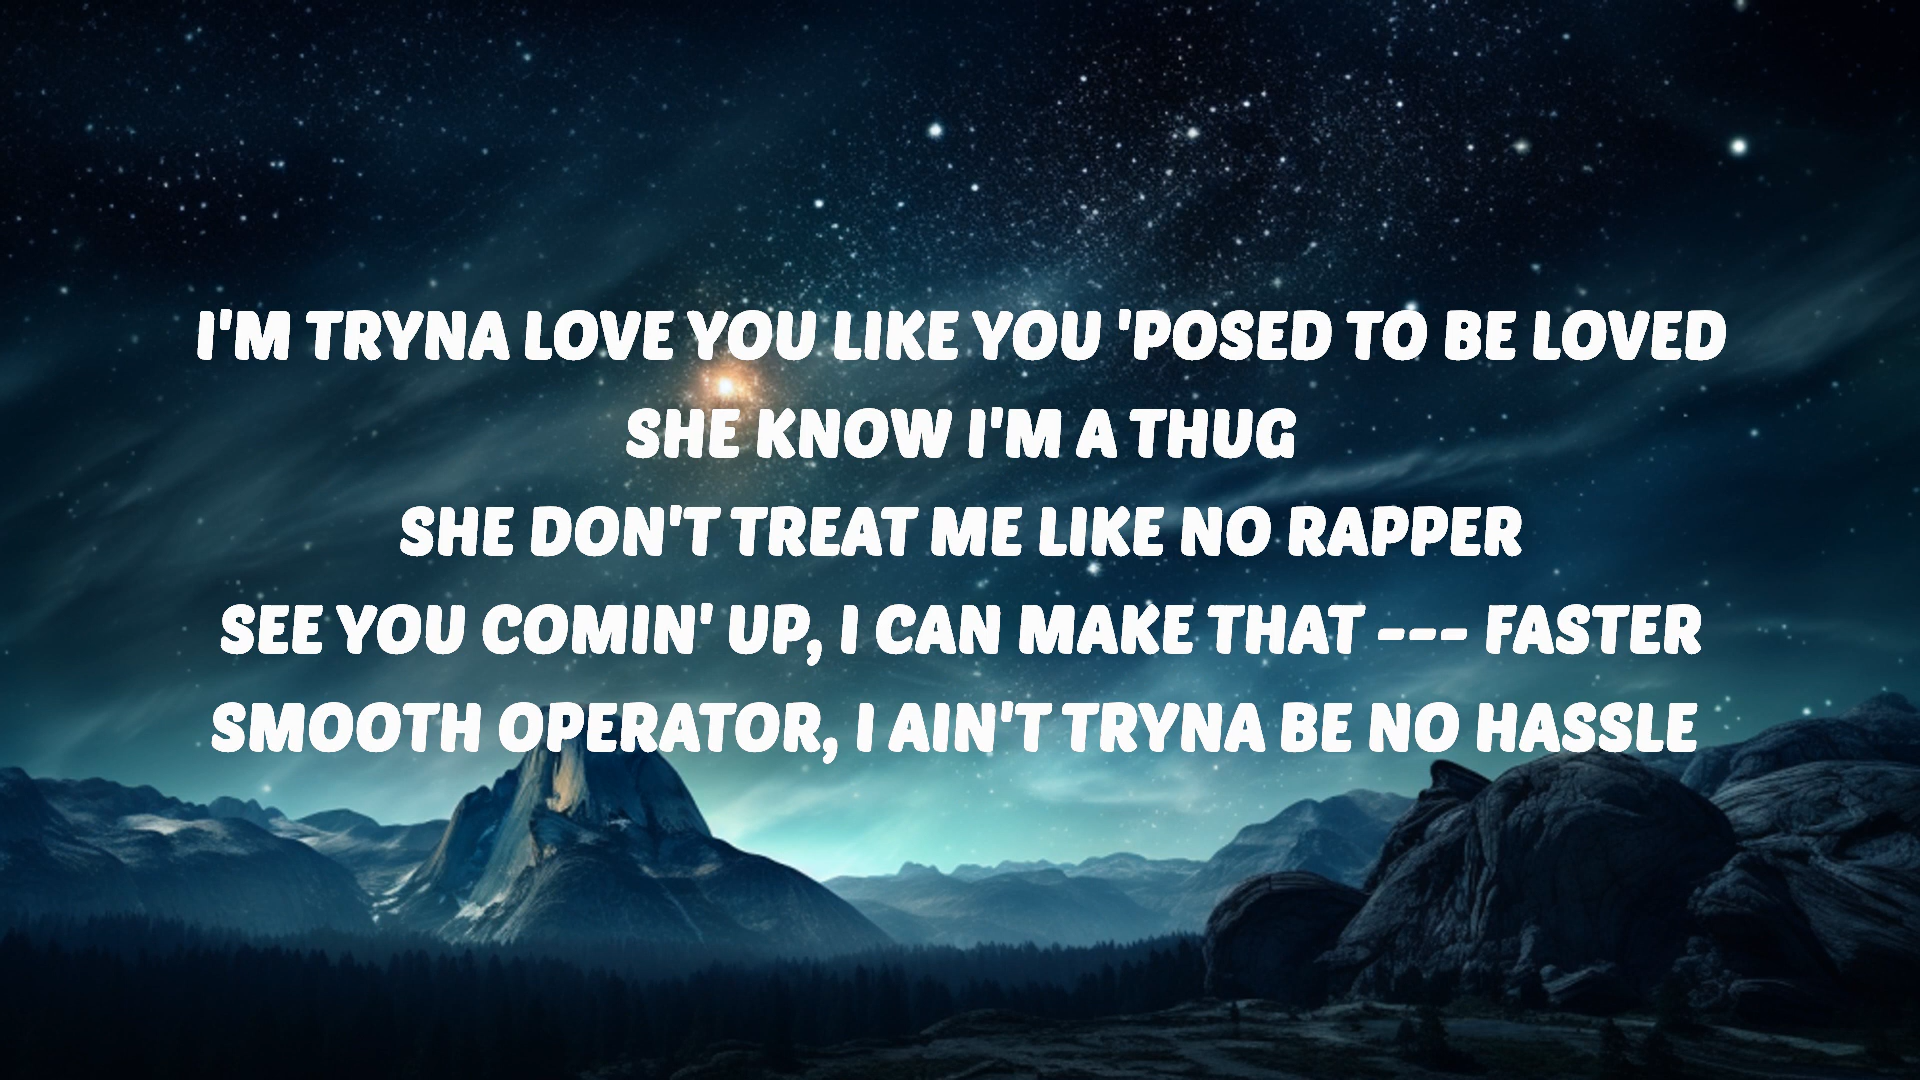 I'M TRYNA LOVE YOU LIKE YOU 'POSED TO BE LOVED
SHE KNOW I'M A THUG
SHE DON'T TREAT ME LIKE NO RAPPER
SEE YOU COMIN' UP, I CAN MAKE THAT --- FASTER
SMOOTH OPERATOR, I AIN'T TRYNA BE NO HASSLE